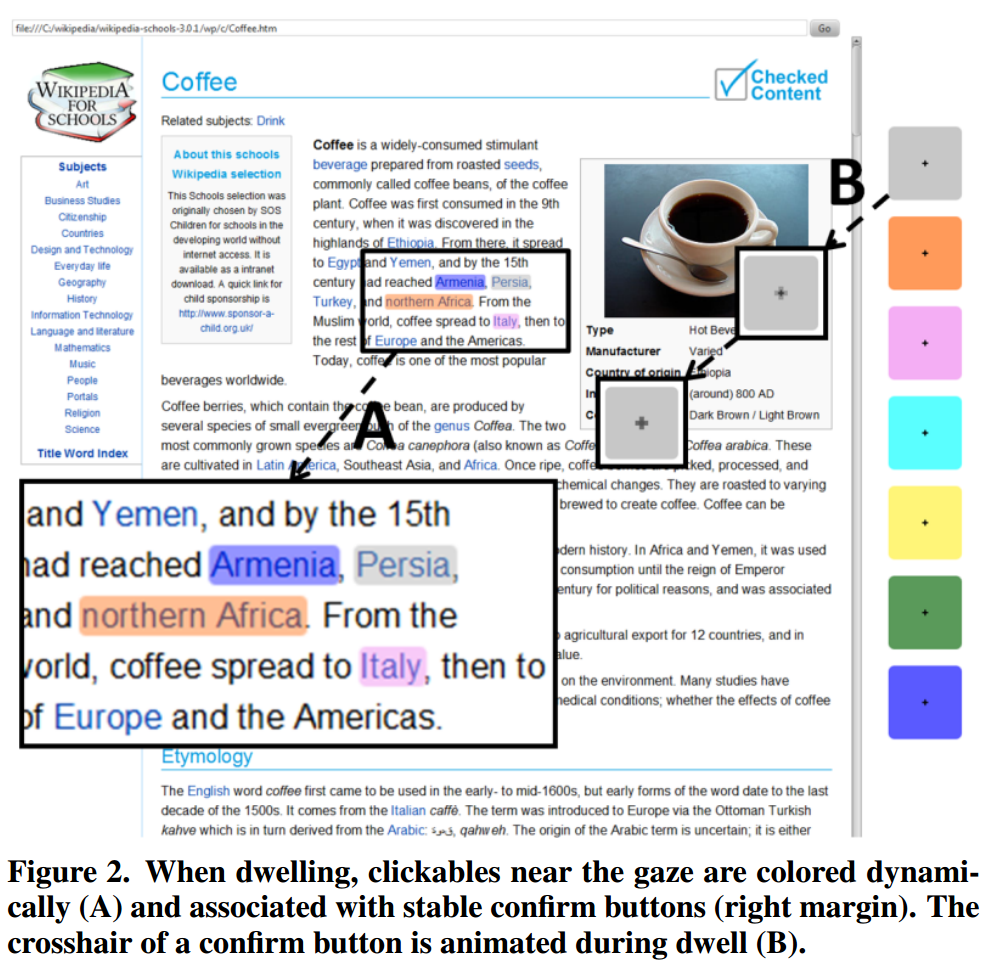 file:///C:/wikipedia/wikipedia-schools-3.0.1/wp/c/Coffee.htm
Go
WIKIPEDIA
FOR
SCHOOLS
Subjects
Art
Business Studies
Citizenship
Countries
Design and Technology
Everyday life
Geography
History
Information Technology
Language and literature
Mathematics
Music
People
Portals
Religion
Science
Title Word Index
Coffee
Checked
Content
Related subjects: Drink
About this schools
Wikipedia selection
This Schools selection was
originally chosen by SOS
Children for schools in the
developing world without
internet access. It is
available as a intranet
download. A quick link for
child sponsorship is
http://www.sponsor-a-
child.org.uk/
Coffee is a widely-consumed stimulant
beverage prepared from roasted seeds,
commonly called coffee beans, of the coffee
plant. Coffee was first consumed in the 9th
century, when it was discovered in the
highlands of Ethiopia. From there, it spread
to Egypt and Yemen, and by the 15th
century had reached Armenia, Persia,
Turkey, and northern Africa. From the
Muslim world, coffee spread to Italy, then to
the rest of Europe and the Americas.
Today, coffee is one of the most popular
beverages worldwide.
Type Hot Beve
Manufacturer Varied
Country of origin Ethiopia
In (around) 800 AD
C Dark Brown / Light Brown
B
+
+
+
+
+
+
+
+
+
A
Coffee berries, which contain the coffee bean, are produced by
several species of small evergreen of the genus Coffea. The two
most commonly grown species are Coffea canephora (also known as Coffe Coffea arabica. These
are cultivated in Latin America, Southeast Asia, and Africa. Once ripe, coffee picked, processed, and
chemical changes. They are roasted to varying
brewed to create coffee. Coffee can be
dern history. In Africa and Yemen, it was used
consumption until the reign of Emperor
entury for political reasons, and was associated
agricultural export for 12 countries, and in
alue.
on the environment. Many studies have
medical conditions; whether the effects of coffee
and Yemen, and by the 15th
had reached Armenia, Persia,
and northern Africa. From the
world, coffee spread to Italy, then to
of Europe and the Americas.
Etymology
The English word coffee first came to be used in the early- to mid-1600s, but early forms of the word date to the last
decade of the 1500s. It comes from the Italian caffè. The term was introduced to Europe via the Ottoman Turkish
kahve which is in turn derived from the Arabic: qahweh. The origin of the Arabic term is uncertain; it is either
Figure 2. When dwelling, clickables near the gaze are colored dynami-
cally (A) and associated with stable confirm buttons (right margin). The
crosshair of a confirm button is animated during dwell (B).